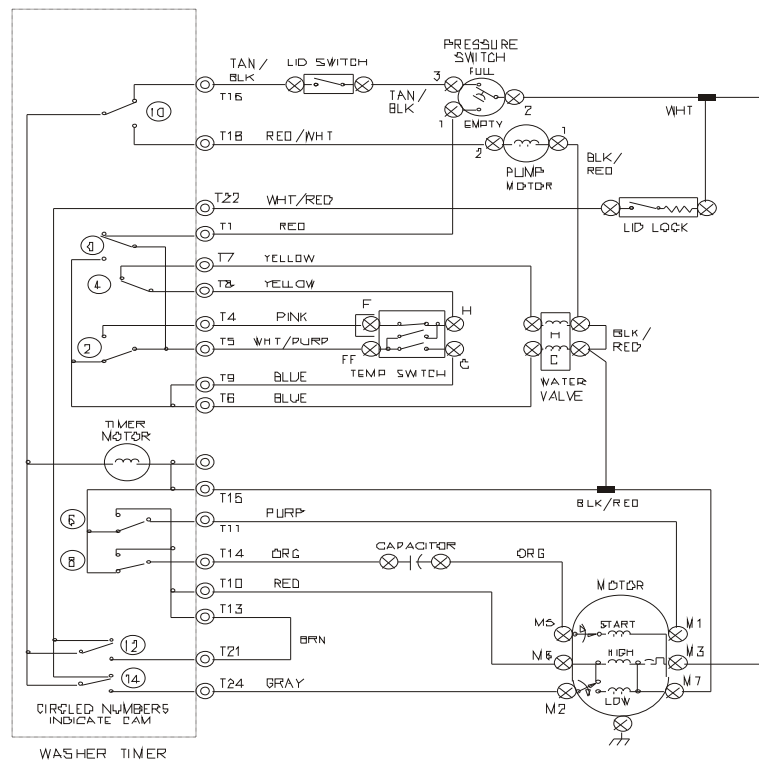 PRESSURE
SWITCH
FULL
TAN/
BLK
LID SWITCH
3
T16
TAN/
BLK
10
2
WHT
1
EMPTY
T18
RED/WHT
2
1
PUMP
MOTOR
BLK/
RED
T22
WHT/RED
T1
RED
LID LOCK
T7
YELLOW
4
T8
YELLOW
F
H
T4
PINK
2
T5
WHT/PURP
H
BLK/
RED
FF
C
C
TEMP SWITCH
T9
BLUE
WATER
VALVE
T6
BLUE
TIMER
MOTOR
T15
BLK/RED
6
PURP
T11
8
T14
ORG
CAPACITOR
ORG
T10
RED
MOTOR
T13
M5
START
M1
12
BRN
T21
M6
HIGH
M3
14
T24
GRAY
M2
LOW
M7
CIRCLED NUMBERS
INDICATE CAM
WASHER TIMER